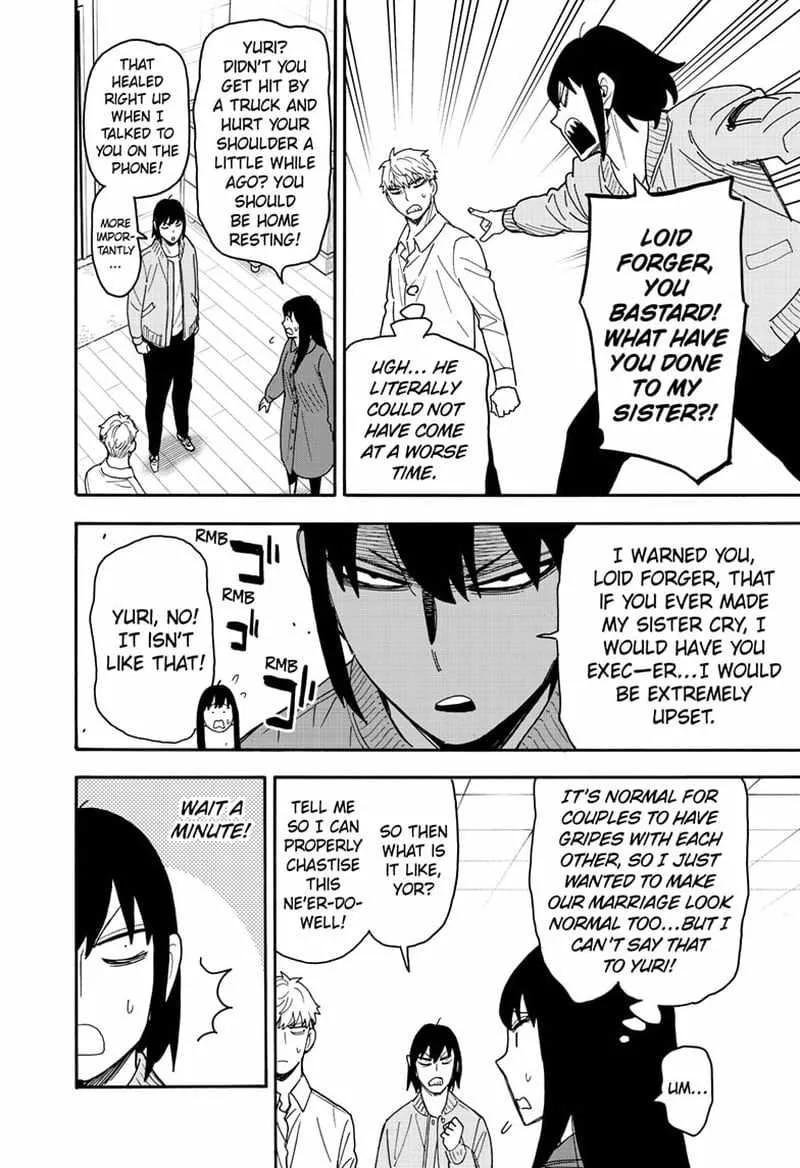 LOID
FORGER,
YOU
BASTARD!
WHAT HAVE
YOU DONE
TO MY
SISTER?!
UGH... HE
LITERALLY
COULD NOT
HAVE COME
AT A WORSE
TIME.
YURI?
DIDN'T YOU
GET HIT BY
A TRUCK AND
HURT YOUR
SHOULDER
A LITTLE WHILE
AGO? YOU
SHOULD
BE HOME
RESTING!
THAT
HEALED
RIGHT UP
WHEN I
TALKED TO
YOU ON
THE PHONE!
MORE
IMPOR-
TANTLY
...
I WARNED YOU,
LOID FORGER, THAT
IF YOU EVER MADE
MY SISTER CRY, I
WOULD HAVE YOU
EXEC—ER...I WOULD
BE EXTREMELY
UPSET.
RMB
ゴ
RMB
ゴ
RMB
ゴ
YURI, NO!
IT ISN'T
LIKE THAT!
IT'S NORMAL FOR
COUPLES TO HAVE
GRIPES WITH EACH
OTHER, SO I JUST
WANTED TO MAKE
OUR MARRIAGE LOOK
NORMAL TOO...BUT I
CAN'T SAY THAT
TO YURI!
UM...
SO THEN
WHAT IS
IT LIKE,
YOR?
TELL ME
SO I CAN
PROPERLY
CHASTISE
THIS
NE'ER-DO-
WELL!
WAIT A
MINUTE!